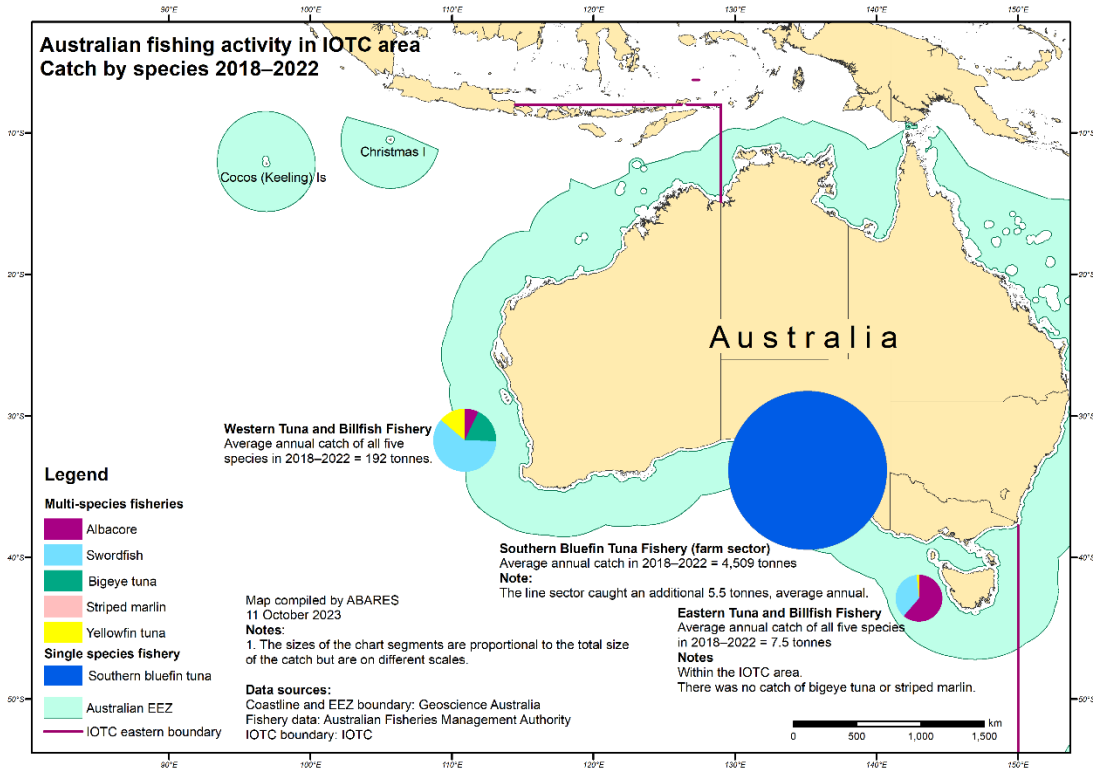 90°E 100°E 110°E 120°E 130°E 140°E 150°E
Australian fishing activity in IOTC area
Catch by species 2018–2022
10°S
10°S
Christmas I
Cocos (Keeling) Is
20°S
20°S
Australia
30°S
30°S
Western Tuna and Billfish Fishery
Average annual catch of all five
species in 2018–2022 = 192 tonnes.
Legend
Multi-species fisheries
Albacore
Swordfish
Bigeye tuna
Striped marlin
Yellowfin tuna
Single species fishery
Southern bluefin tuna
Australian EEZ
IOTC eastern boundary
40°S
40°S
50°S
50°S
Map compiled by ABARES
11 October 2023
Notes:
1. The sizes of the chart segments are proportional to the total size
of the catch but are on different scales.
Data sources:
Coastline and EEZ boundary: Geoscience Australia
Fishery data: Australian Fisheries Management Authority
IOTC boundary: IOTC
Southern Bluefin Tuna Fishery (farm sector)
Average annual catch in 2018–2022 = 4,509 tonnes
Note:
The line sector caught an additional 5.5 tonnes, average annual.
Eastern Tuna and Billfish Fishery
Average annual catch of all five species
in 2018–2022 = 7.5 tonnes
Notes
Within the IOTC area.
There was no catch of bigeye tuna or striped marlin.
km
0 500 1,000 1,500
90°E 100°E 110°E 120°E 130°E 140°E 150°E